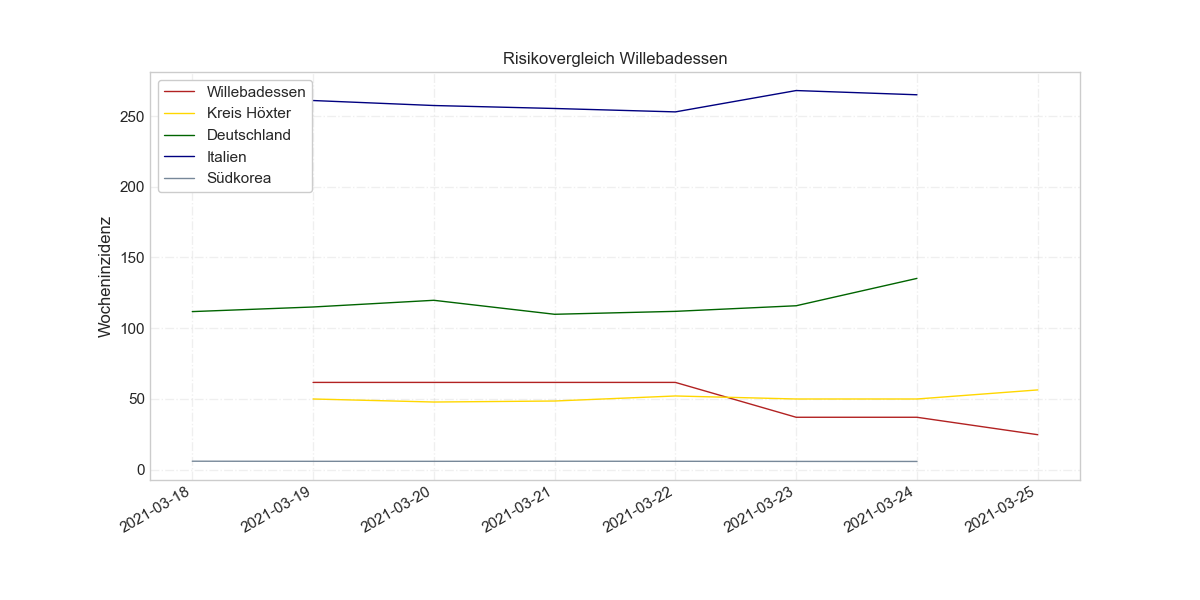 Risikovergleich Willebadessen
Willebadessen
Kreis Höxter
Deutschland
Italien
Südkorea
Wocheninzidenz
250
200
150
100
50
0
2021-03-18
2021-03-19
2021-03-20
2021-03-21
2021-03-22
2021-03-23
2021-03-24
2021-03-25